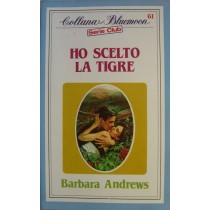 Collana Bluemoon
61
Serie Club
HO SCELTO
LA TIGRE
Barbara Andrews